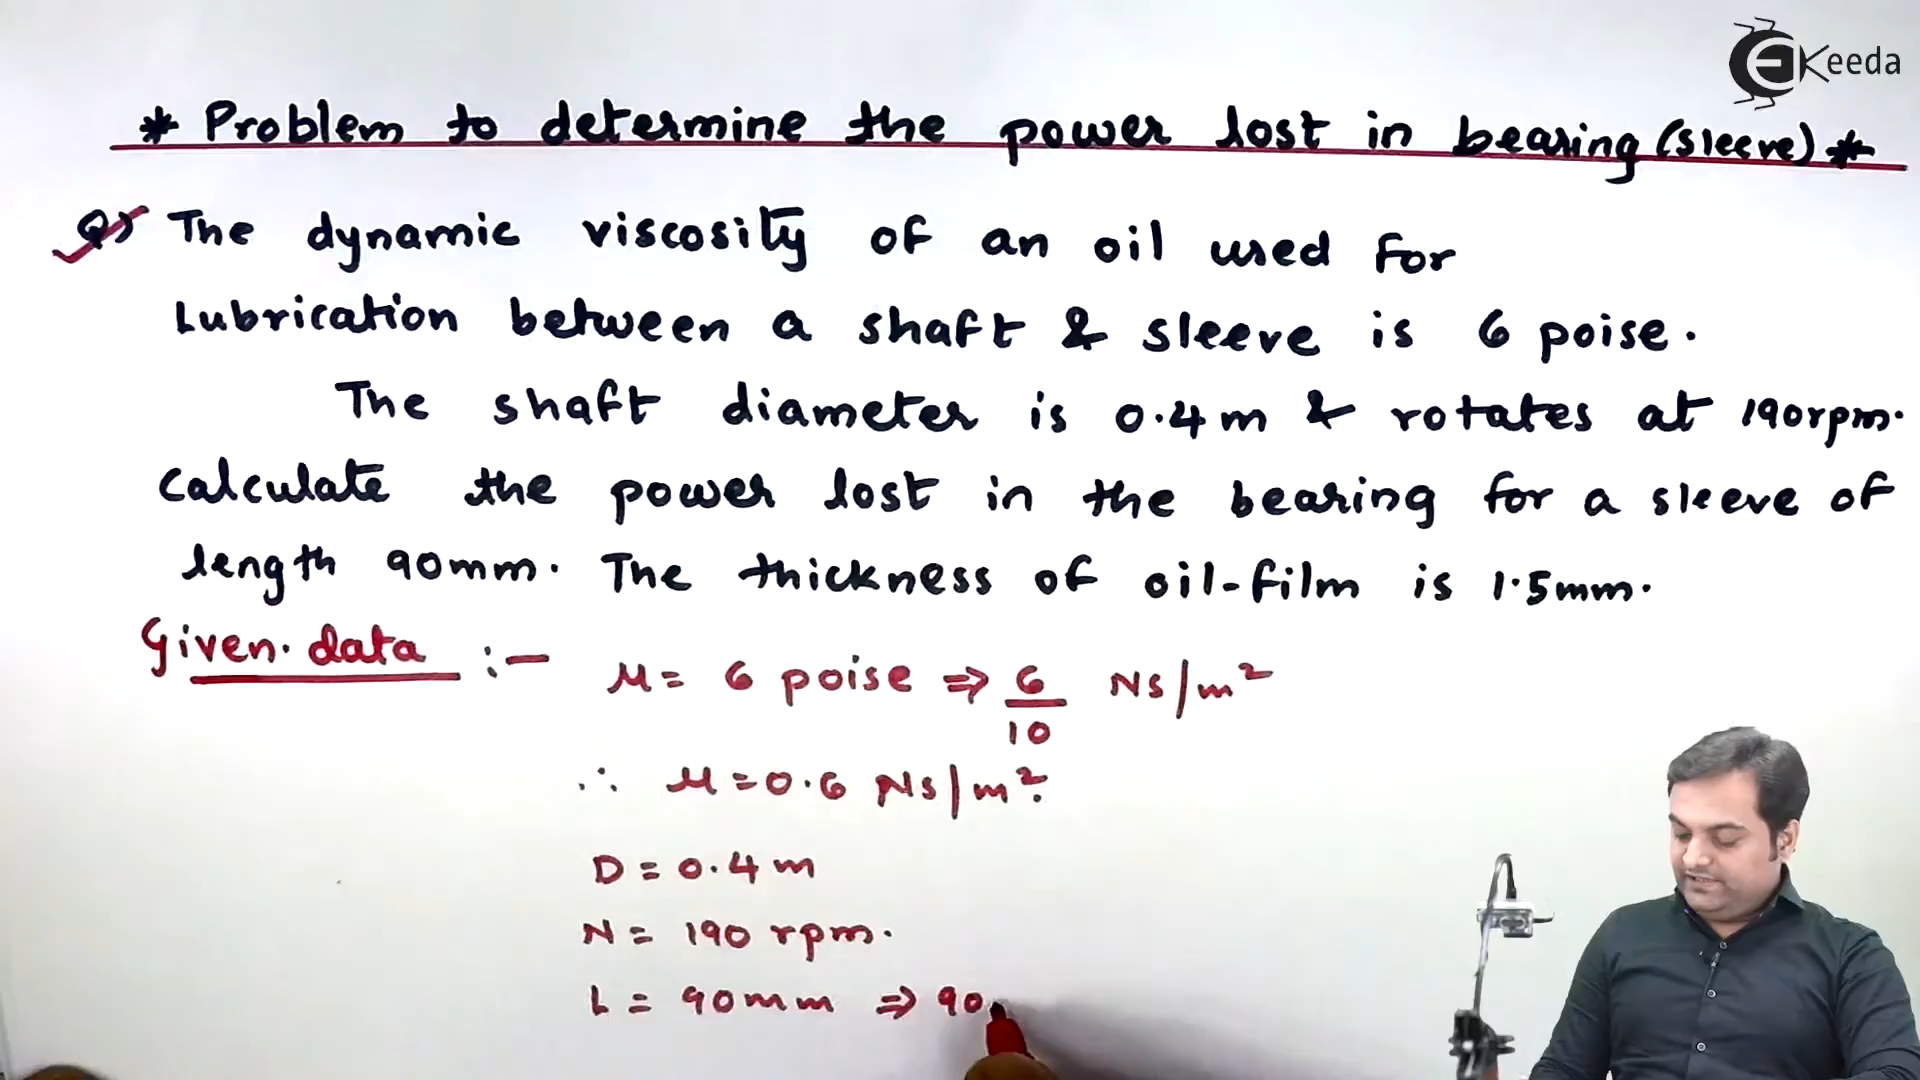 EKeeda
* Problem to determine the power lost in bearing (sleeve) *
Q) The dynamic viscosity of an oil used for
Lubrication between a shaft & sleeve is 6 poise.
The shaft diameter is 0.4m & rotates at 190rpm.
Calculate the power lost in the bearing for a sleeve of
length 90mm. The thickness of oil-film is 1.5mm.
Given data :- μ = 6 poise ⇒ 6/10 Ns/m²
∴ μ = 0.6 Ns/m².
D = 0.4 m
N = 190 rpm.
L = 90mm ⇒ 90